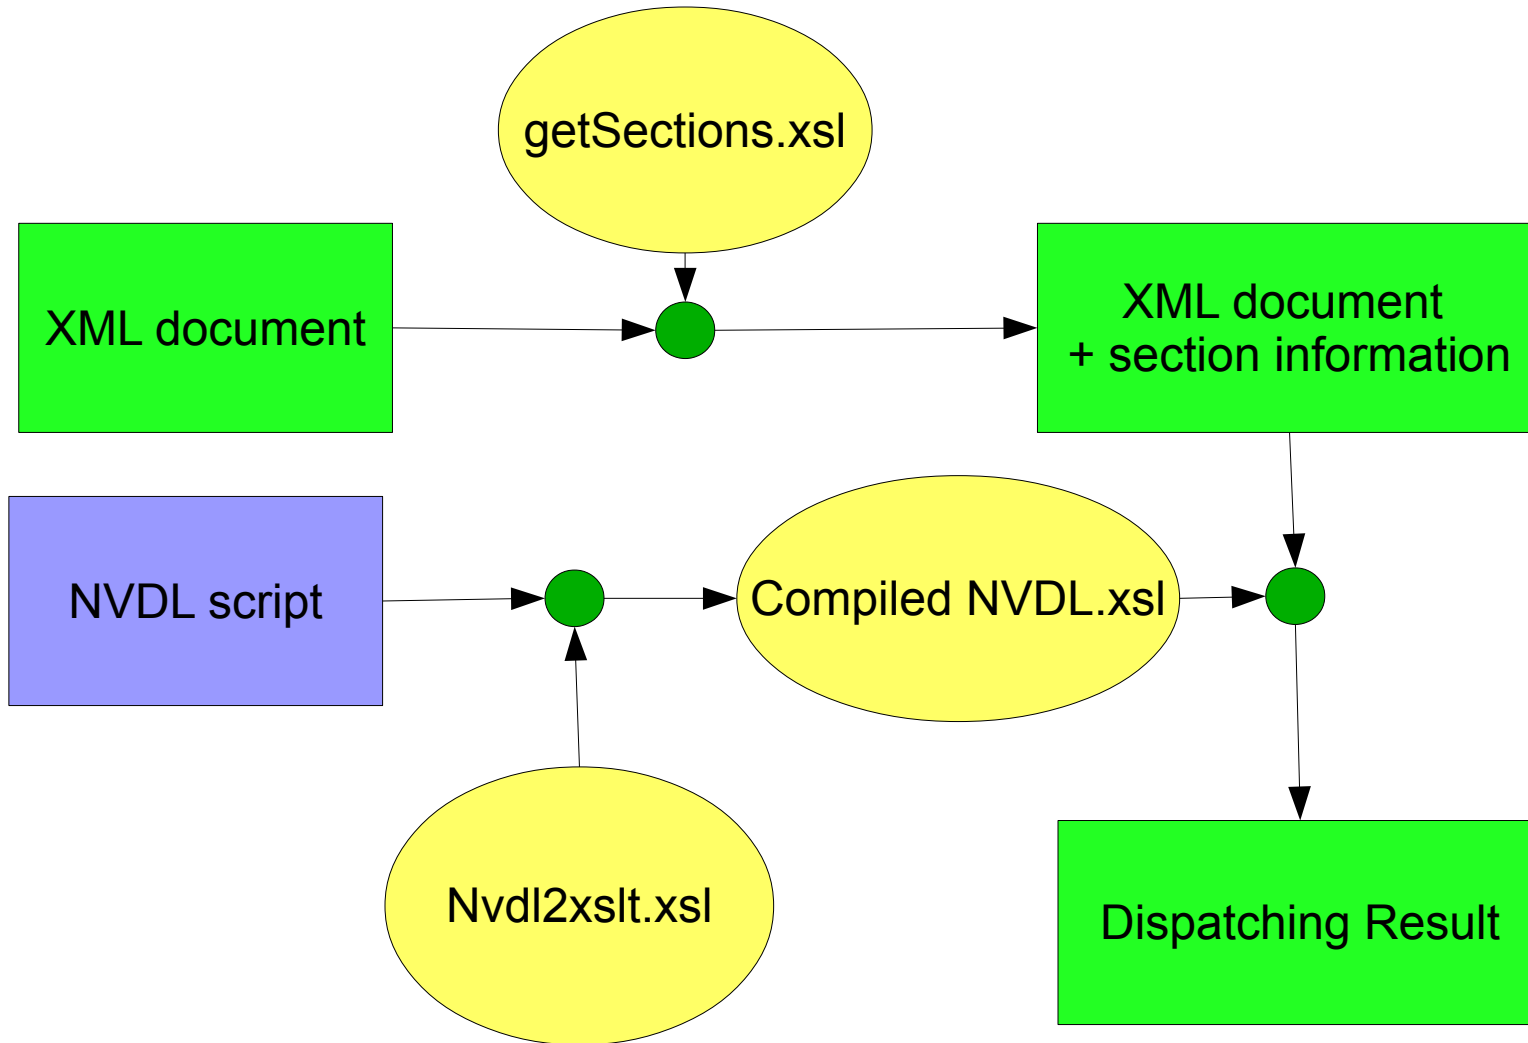 getSections.xsl
XML document
XML document
+ section information
NVDL script
Compiled NVDL.xsl
Nvdl2xslt.xsl
Dispatching Result